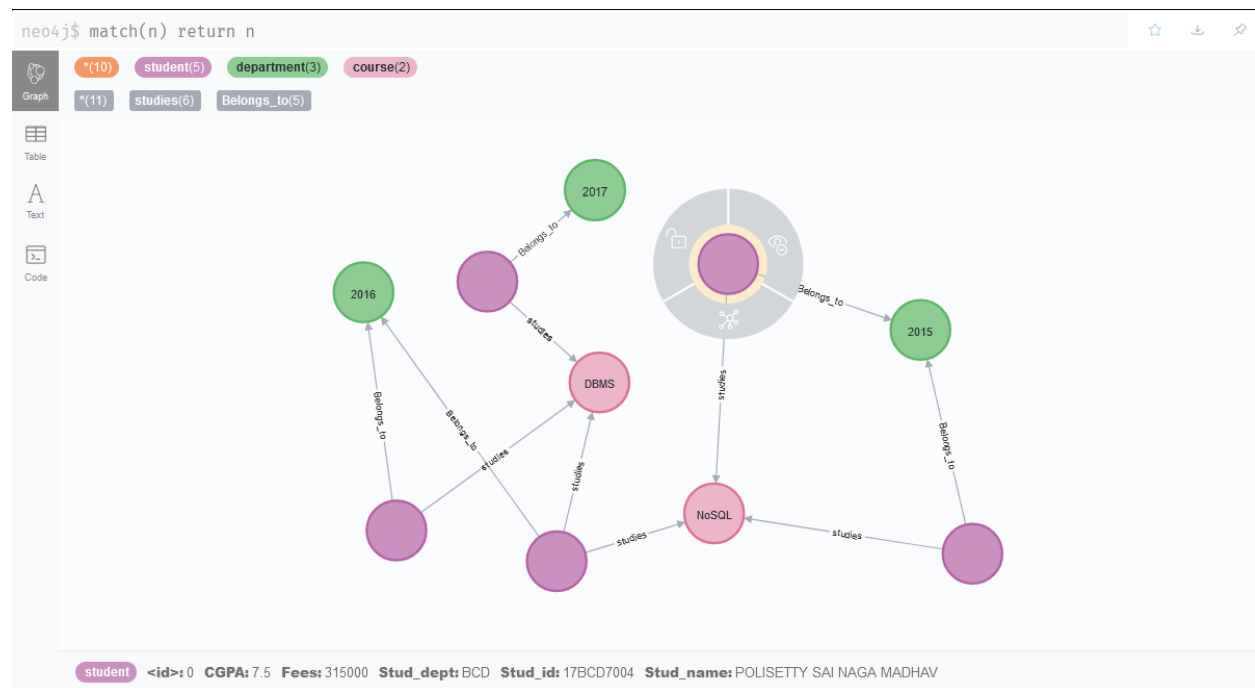 neo4j$ match(n) return n
*(10) student(5) department(3) course(2)
*(11) studies(6) Belongs_to(5)
Graph
Table
Text
Code
2017
Belongs_to
2016
Belongs_to
2015
studies
DBMS
studies
Belongs_to
Belongs_to
Belongs_to
studies
studies
NoSQL
studies
studies
student <id>: 0 CGPA: 7.5 Fees: 315000 Stud_dept: BCD Stud_id: 17BCD7004 Stud_name: POLISETTY SAI NAGA MADHAV